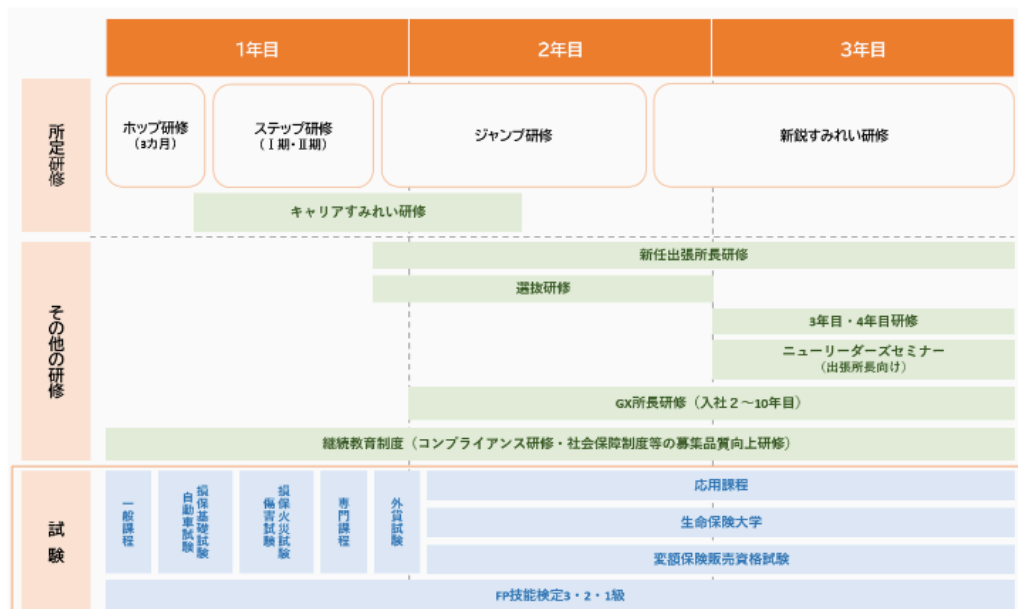 1年目
2年目
3年目
所定研修
ホップ研修
（3カ月）
ステップ研修
（Ⅰ期・Ⅱ期）
ジャンプ研修
新鋭すみれい研修
キャリアすみれい研修
その他の研修
新任出張所長研修
選抜研修
3年目・4年目研修
ニューリーダーズセミナー
（出張所長向け）
GX所長研修（入社２～10年目）
継続教育制度（コンプライアンス研修・社会保障制度等の募集品質向上研修）
試験
一般課程
損保基礎試験
自動車試験
損保火災試験
傷害試験
専門課程
外貨試験
応用課程
生命保険大学
変額保険販売資格試験
FP技能検定3・2・1級